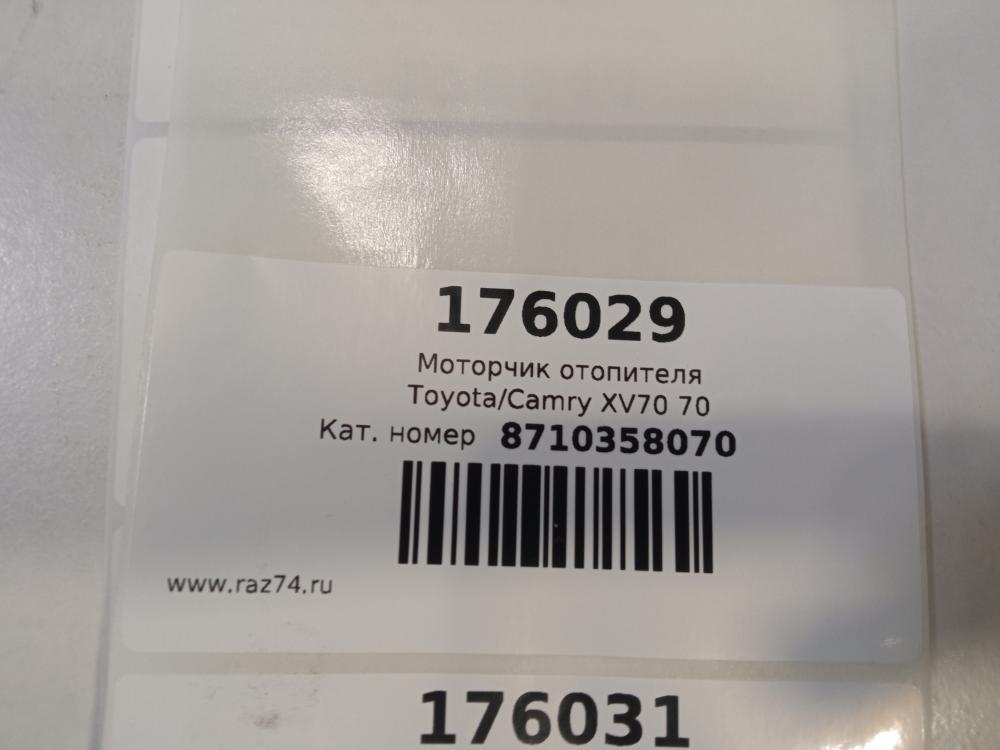 176029
Моторчик отопителя
Toyota/Camry XV70 70
Кат. номер 8710358070
www.raz74.ru
176031